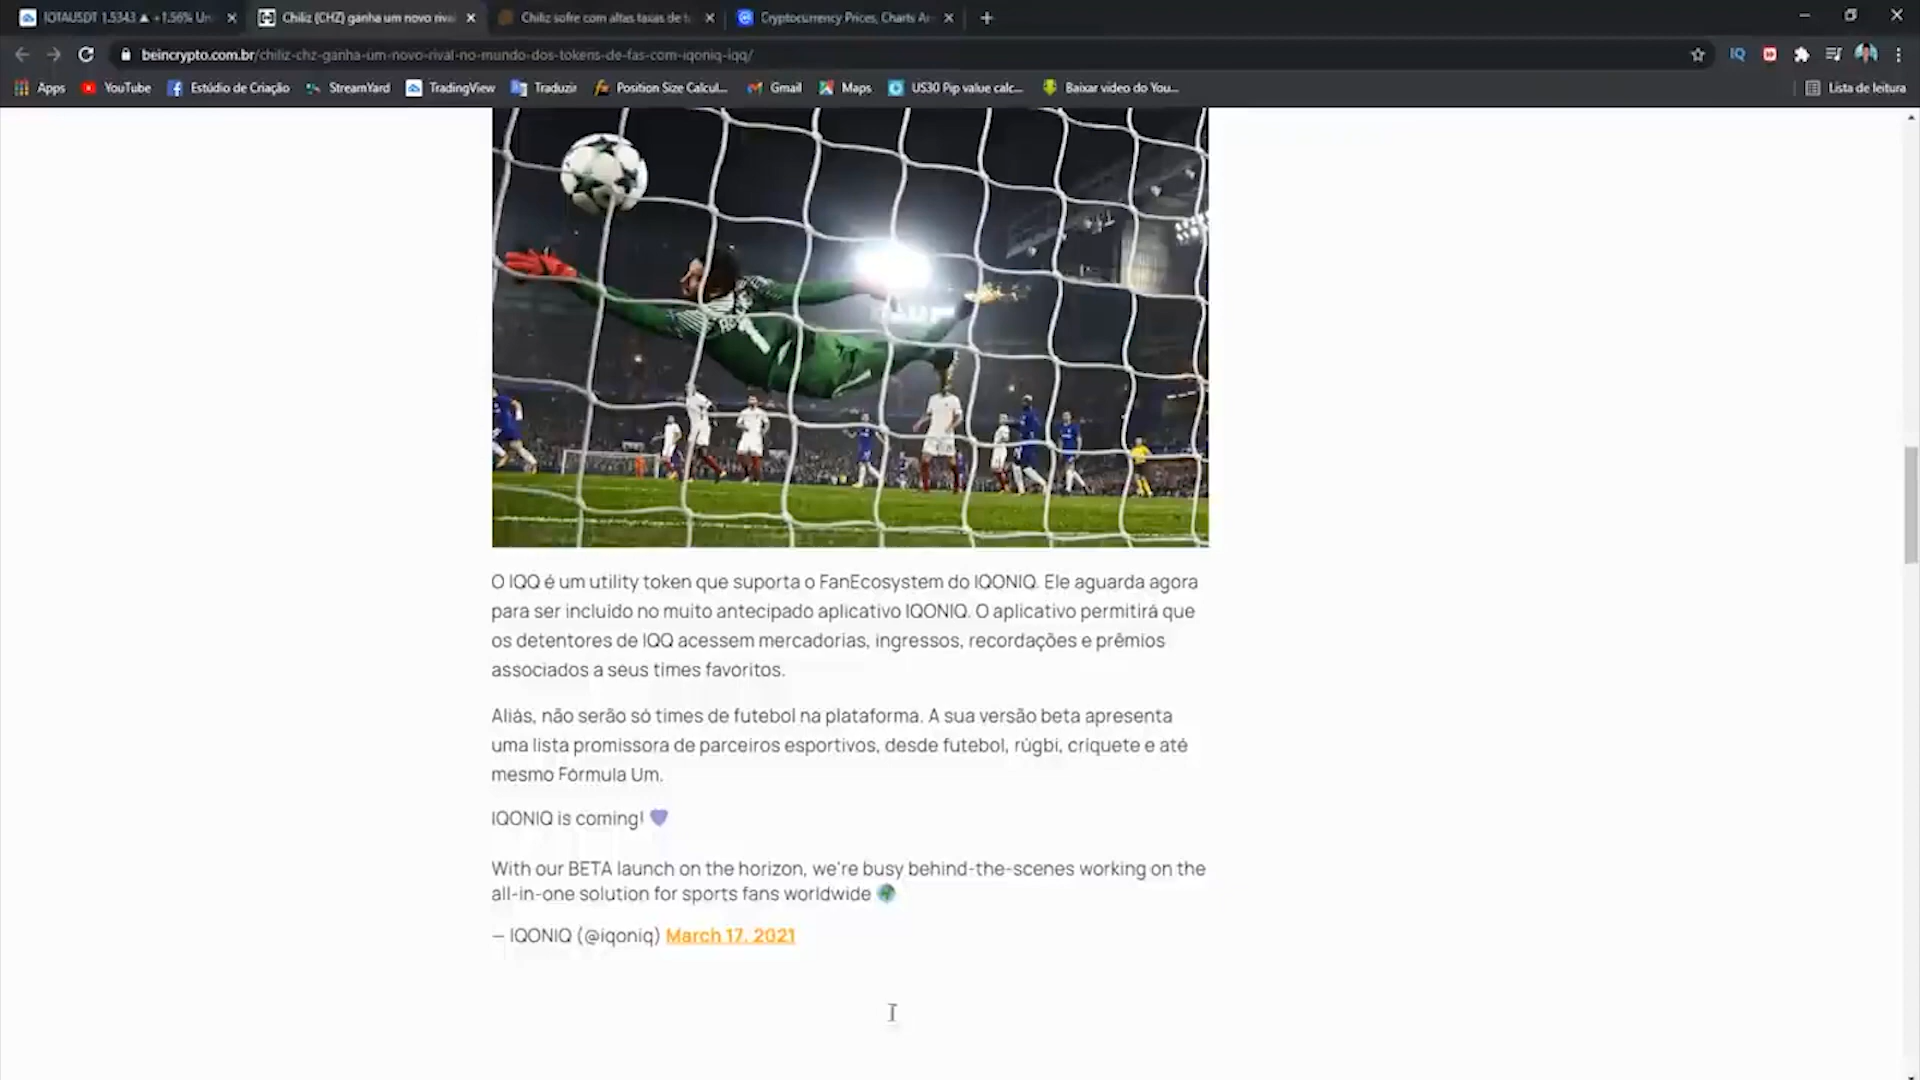 IOTAUSDT 1.5343 ▲ +1.56% Un
Chiliz (CHZ) ganha um novo riva
Chiliz sofre com altas taxas de t
Cryptocurrency Prices, Charts An
beincrypto.com.br/chiliz-chz-ganha-um-novo-rival-no-mundo-dos-tokens-de-fas-com-iqoniq-iqq/
IQ
Apps YouTube Estúdio de Criação StreamYard TradingView Traduzir Position Size Calcul... Gmail Maps US30 Pip value calc... Baixar vídeo do You... Lista de leitura
O IQQ é um utility token que suporta o FanEcosystem do IQONIQ. Ele aguarda agora
para ser incluído no muito antecipado aplicativo IQONIQ. O aplicativo permitirá que
os detentores de IQQ acessem mercadorias, ingressos, recordações e prêmios
associados a seus times favoritos.
Aliás, não serão só times de futebol na plataforma. A sua versão beta apresenta
uma lista promissora de parceiros esportivos, desde futebol, rúgbi, críquete e até
mesmo Fórmula Um.
IQONIQ is coming! 💜
With our BETA launch on the horizon, we're busy behind-the-scenes working on the
all-in-one solution for sports fans worldwide 🌍
— IQONIQ (@iqoniq) March 17, 2021